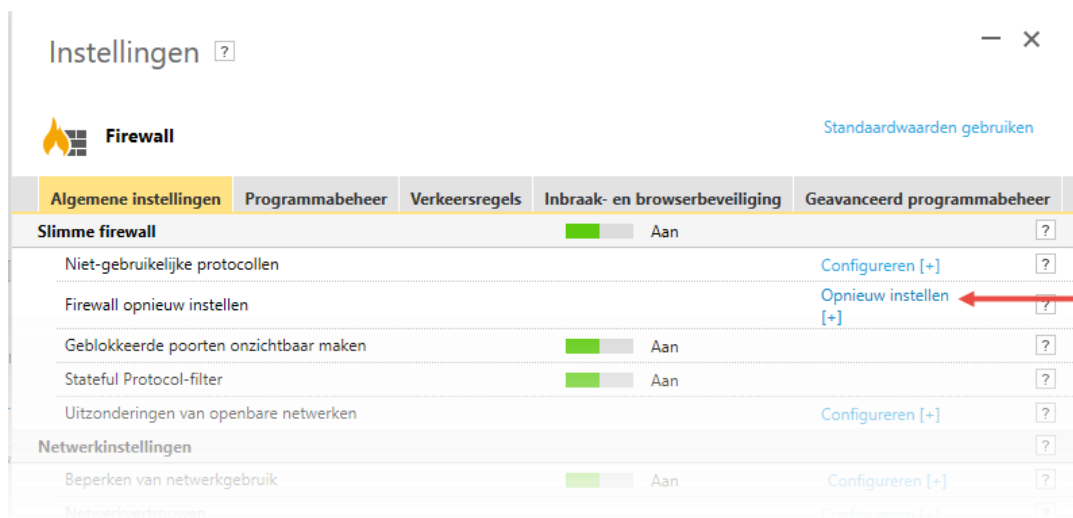 Instellingen ?
Firewall
Standaardwaarden gebruiken
Algemene instellingen Programmabeheer Verkeersregels Inbraak- en browserbeveiliging Geavanceerd programmabeheer
Slimme firewall Aan ?
Niet-gebruikelijke protocollen Configureren [+] ?
Firewall opnieuw instellen Opnieuw instellen ?
[+]
Geblokkeerde poorten onzichtbaar maken Aan ?
Stateful Protocol-filter Aan ?
Uitzonderingen van openbare netwerken Configureren [+] ?
Netwerkinstellingen ?
Beperken van netwerkgebruik Aan Configureren [+] ?
Netwerkvertrouwen Configureren [+] ?